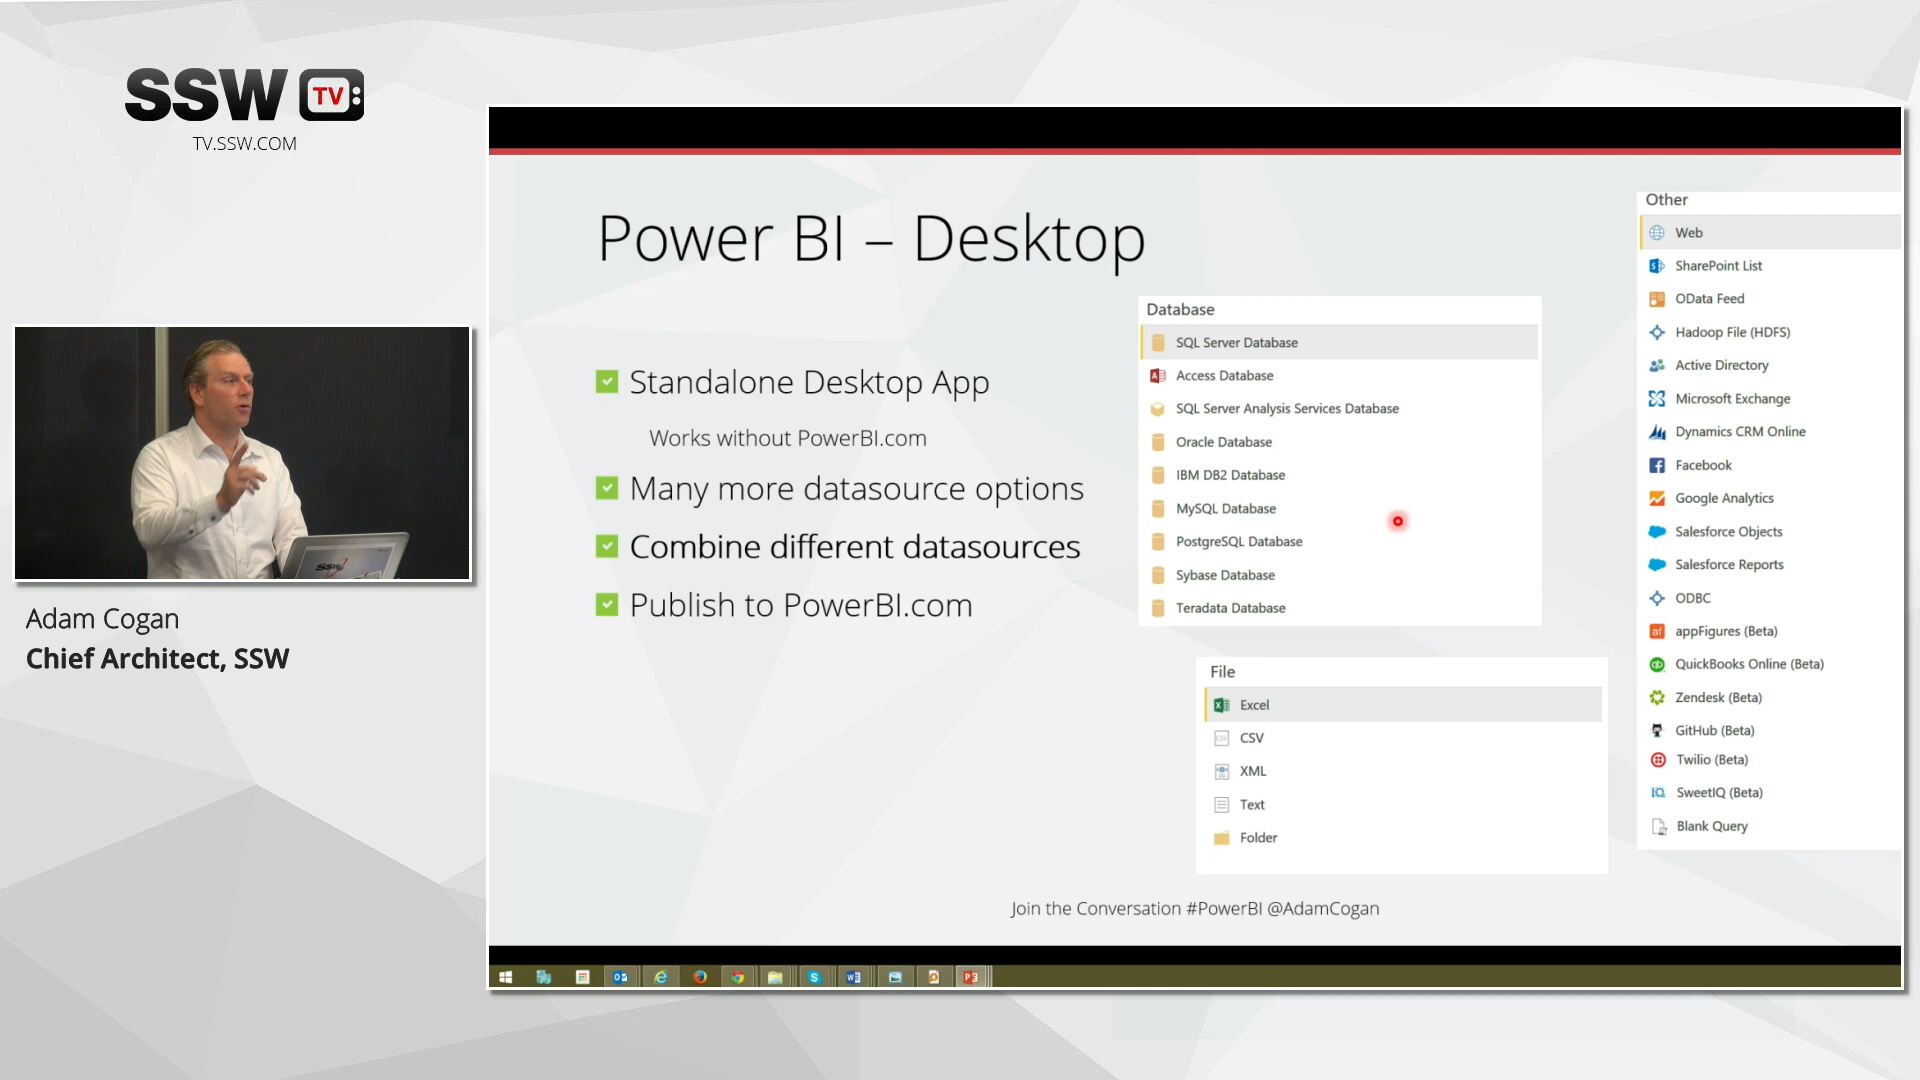 SSW TV:
TV.SSW.COM
Adam Cogan
Chief Architect, SSW
Power BI – Desktop
Standalone Desktop App
Works without PowerBI.com
Many more datasource options
Combine different datasources
Publish to PowerBI.com
Database
SQL Server Database
Access Database
SQL Server Analysis Services Database
Oracle Database
IBM DB2 Database
MySQL Database
PostgreSQL Database
Sybase Database
Teradata Database
File
Excel
CSV
XML
Text
Folder
Other
Web
SharePoint List
OData Feed
Hadoop File (HDFS)
Active Directory
Microsoft Exchange
Dynamics CRM Online
Facebook
Google Analytics
Salesforce Objects
Salesforce Reports
ODBC
appFigures (Beta)
QuickBooks Online (Beta)
Zendesk (Beta)
GitHub (Beta)
Twilio (Beta)
SweetIQ (Beta)
Blank Query
Join the Conversation #PowerBI @AdamCogan